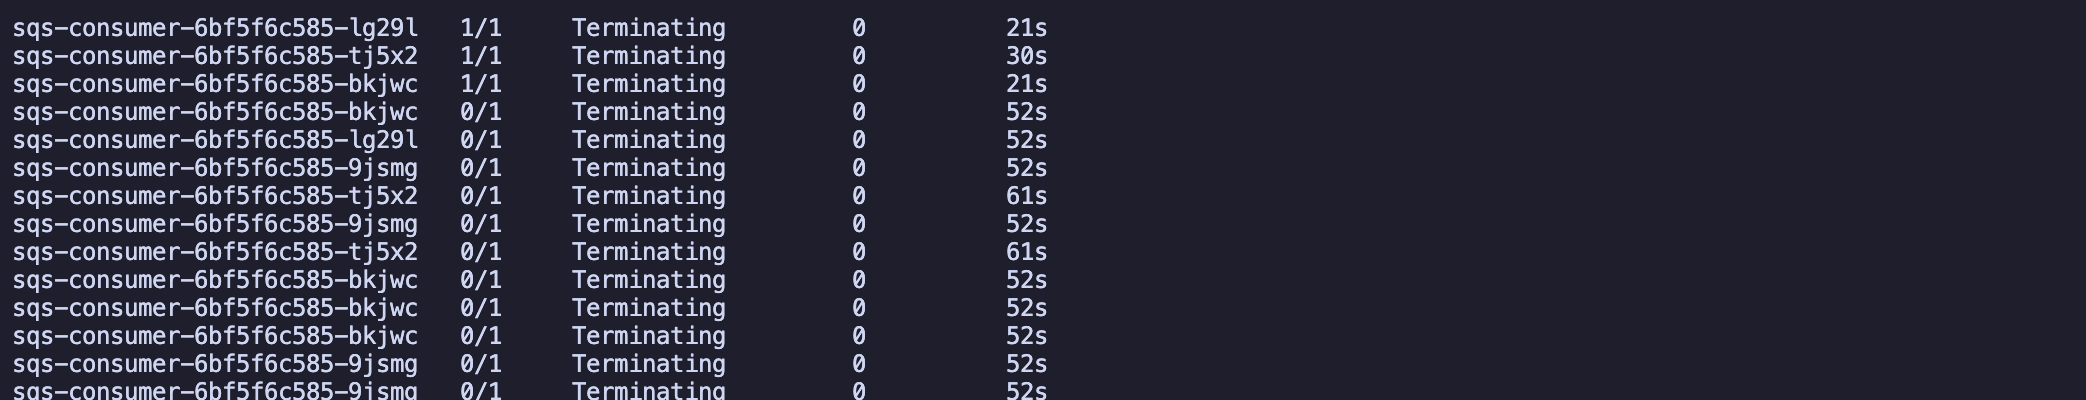 sqs-consumer-6bf5f6c585-lg29l   1/1     Terminating         0          21s
sqs-consumer-6bf5f6c585-tj5x2   1/1     Terminating         0          30s
sqs-consumer-6bf5f6c585-bkjwc   1/1     Terminating         0          21s
sqs-consumer-6bf5f6c585-bkjwc   0/1     Terminating         0          52s
sqs-consumer-6bf5f6c585-lg29l   0/1     Terminating         0          52s
sqs-consumer-6bf5f6c585-9jsmg   0/1     Terminating         0          52s
sqs-consumer-6bf5f6c585-tj5x2   0/1     Terminating         0          61s
sqs-consumer-6bf5f6c585-9jsmg   0/1     Terminating         0          52s
sqs-consumer-6bf5f6c585-tj5x2   0/1     Terminating         0          61s
sqs-consumer-6bf5f6c585-bkjwc   0/1     Terminating         0          52s
sqs-consumer-6bf5f6c585-bkjwc   0/1     Terminating         0          52s
sqs-consumer-6bf5f6c585-bkjwc   0/1     Terminating         0          52s
sqs-consumer-6bf5f6c585-9jsmg   0/1     Terminating         0          52s
sqs-consumer-6bf5f6c585-9jsmg   0/1     Terminating         0          52s